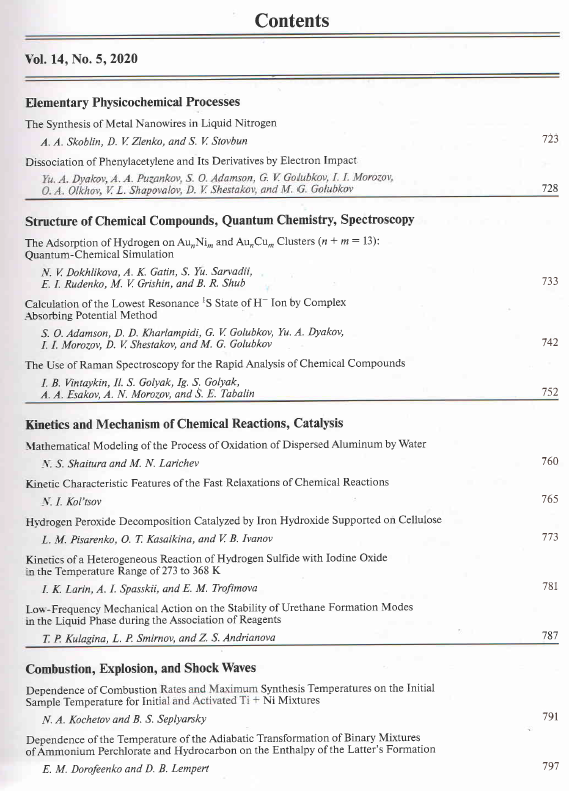 Contents
Vol. 14, No. 5, 2020
Elementary Physicochemical Processes
The Synthesis of Metal Nanowires in Liquid Nitrogen
A. A. Skoblin, D. V. Zlenko, and S. V. Stovbun 723
Dissociation of Phenylacetylene and Its Derivatives by Electron Impact
Yu. A. Dyakov, A. A. Puzankov, S. O. Adamson, G. V. Golubkov, I. I. Morozov,
O. A. Olkhov, V. L. Shapovalov, D. V. Shestakov, and M. G. Golubkov 728
Structure of Chemical Compounds, Quantum Chemistry, Spectroscopy
The Adsorption of Hydrogen on AuₙNiₘ and AuₙCuₘ Clusters (n + m = 13):
Quantum-Chemical Simulation
N. V. Dokhlikova, A. K. Gatin, S. Yu. Sarvadii,
E. I. Rudenko, M. V. Grishin, and B. R. Shub 733
Calculation of the Lowest Resonance ¹S State of H⁻ Ion by Complex
Absorbing Potential Method
S. O. Adamson, D. D. Kharlampidi, G. V. Golubkov, Yu. A. Dyakov,
I. I. Morozov, D. V. Shestakov, and M. G. Golubkov 742
The Use of Raman Spectroscopy for the Rapid Analysis of Chemical Compounds
I. B. Vintaykin, Il. S. Golyak, Ig. S. Golyak,
A. A. Esakov, A. N. Morozov, and S. E. Tabalin 752
Kinetics and Mechanism of Chemical Reactions, Catalysis
Mathematical Modeling of the Process of Oxidation of Dispersed Aluminum by Water
N. S. Shaitura and M. N. Larichev 760
Kinetic Characteristic Features of the Fast Relaxations of Chemical Reactions
N. I. Kol'tsov 765
Hydrogen Peroxide Decomposition Catalyzed by Iron Hydroxide Supported on Cellulose
L. M. Pisarenko, O. T. Kasaikina, and V. B. Ivanov 773
Kinetics of a Heterogeneous Reaction of Hydrogen Sulfide with Iodine Oxide
in the Temperature Range of 273 to 368 K
I. K. Larin, A. I. Spasskii, and E. M. Trofimova 781
Low-Frequency Mechanical Action on the Stability of Urethane Formation Modes
in the Liquid Phase during the Association of Reagents
T. P. Kulagina, L. P. Smirnov, and Z. S. Andrianova 787
Combustion, Explosion, and Shock Waves
Dependence of Combustion Rates and Maximum Synthesis Temperatures on the Initial
Sample Temperature for Initial and Activated Ti + Ni Mixtures
N. A. Kochetov and B. S. Seplyarsky 791
Dependence of the Temperature of the Adiabatic Transformation of Binary Mixtures
of Ammonium Perchlorate and Hydrocarbon on the Enthalpy of the Latter's Formation
E. M. Dorofeenko and D. B. Lempert 797